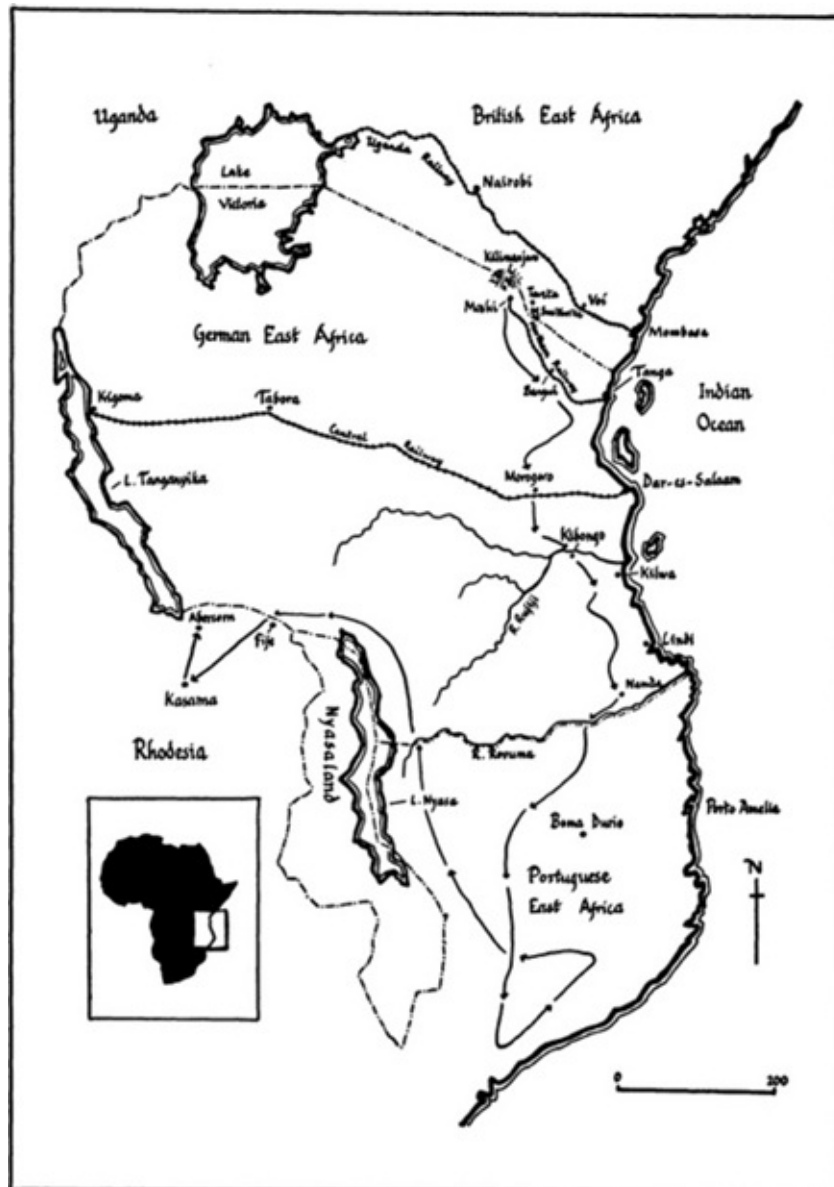 Uganda
British East Africa
Uganda
Railway
Lake
Victoria
Nairobi
Kilimanjaro
Voi
Moshi
Mombasa
German East Africa
Railway
Tanga
Indian
Ocean
Kigoma
Tabora
Central
Railway
L. Tanganyika
Morogoro
Dar-es-Salaam
Kibongo
Kilwa
R. Rufiji
Abercorn
Fife
Lindi
Kasama
Nyasaland
Rhodesia
R. Rovuma
L. Nyasa
Boma Durio
Porto Amelia
N
Portuguese
East Africa
0
200